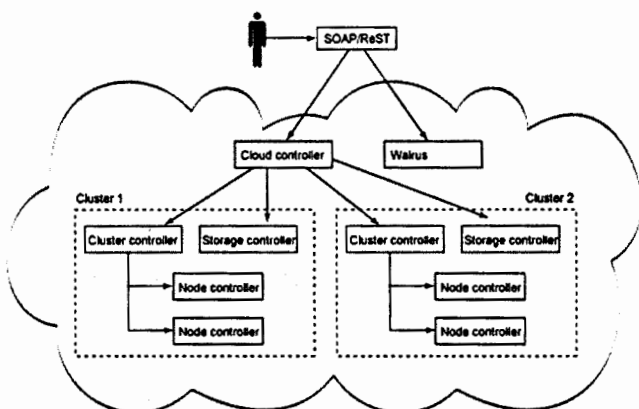 SOAP/ReST
Cloud controller
Walrus
Cluster 1
Cluster 2
Cluster controller
Storage controller
Cluster controller
Storage controller
Node controller
Node controller
Node controller
Node controller